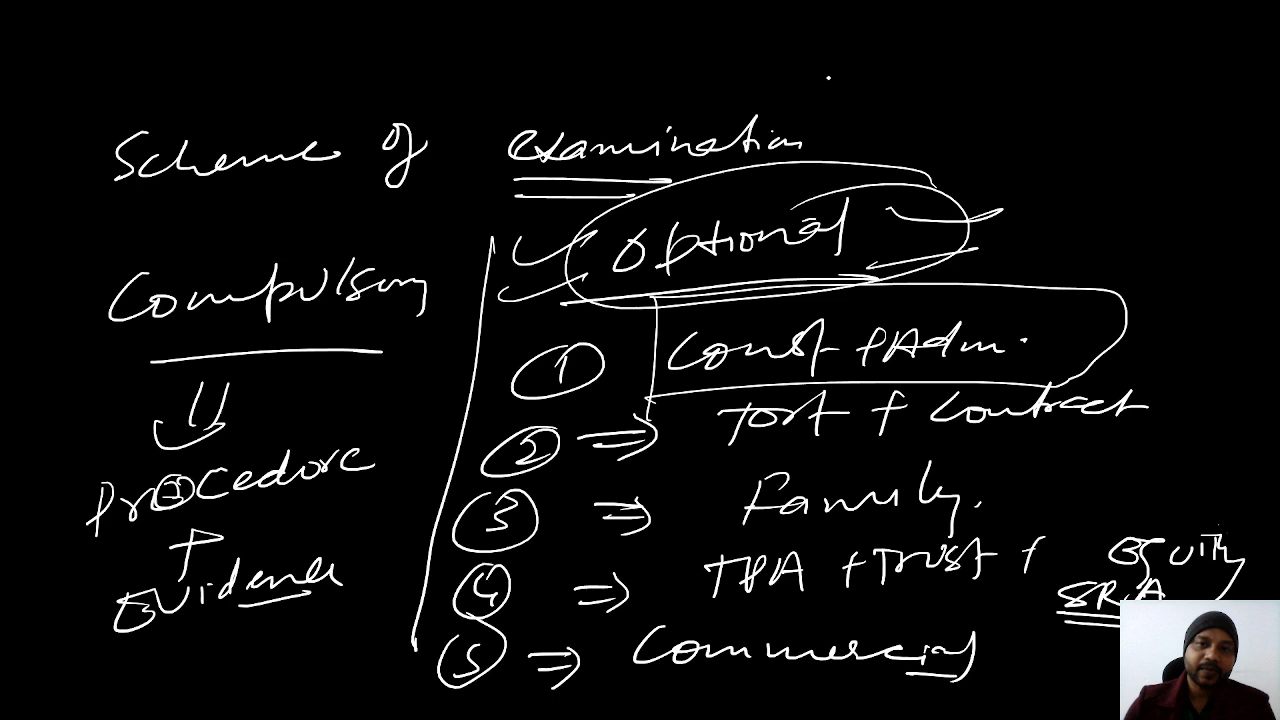 Scheme of examination
Compulsory
Procedure
Evidence
Optional
1 Const + Adm.
2 ⇒ Tort + Contract
3 ⇒ Family.
4 ⇒ TPA + Trust + Equity
SRA
5 ⇒ Commercial